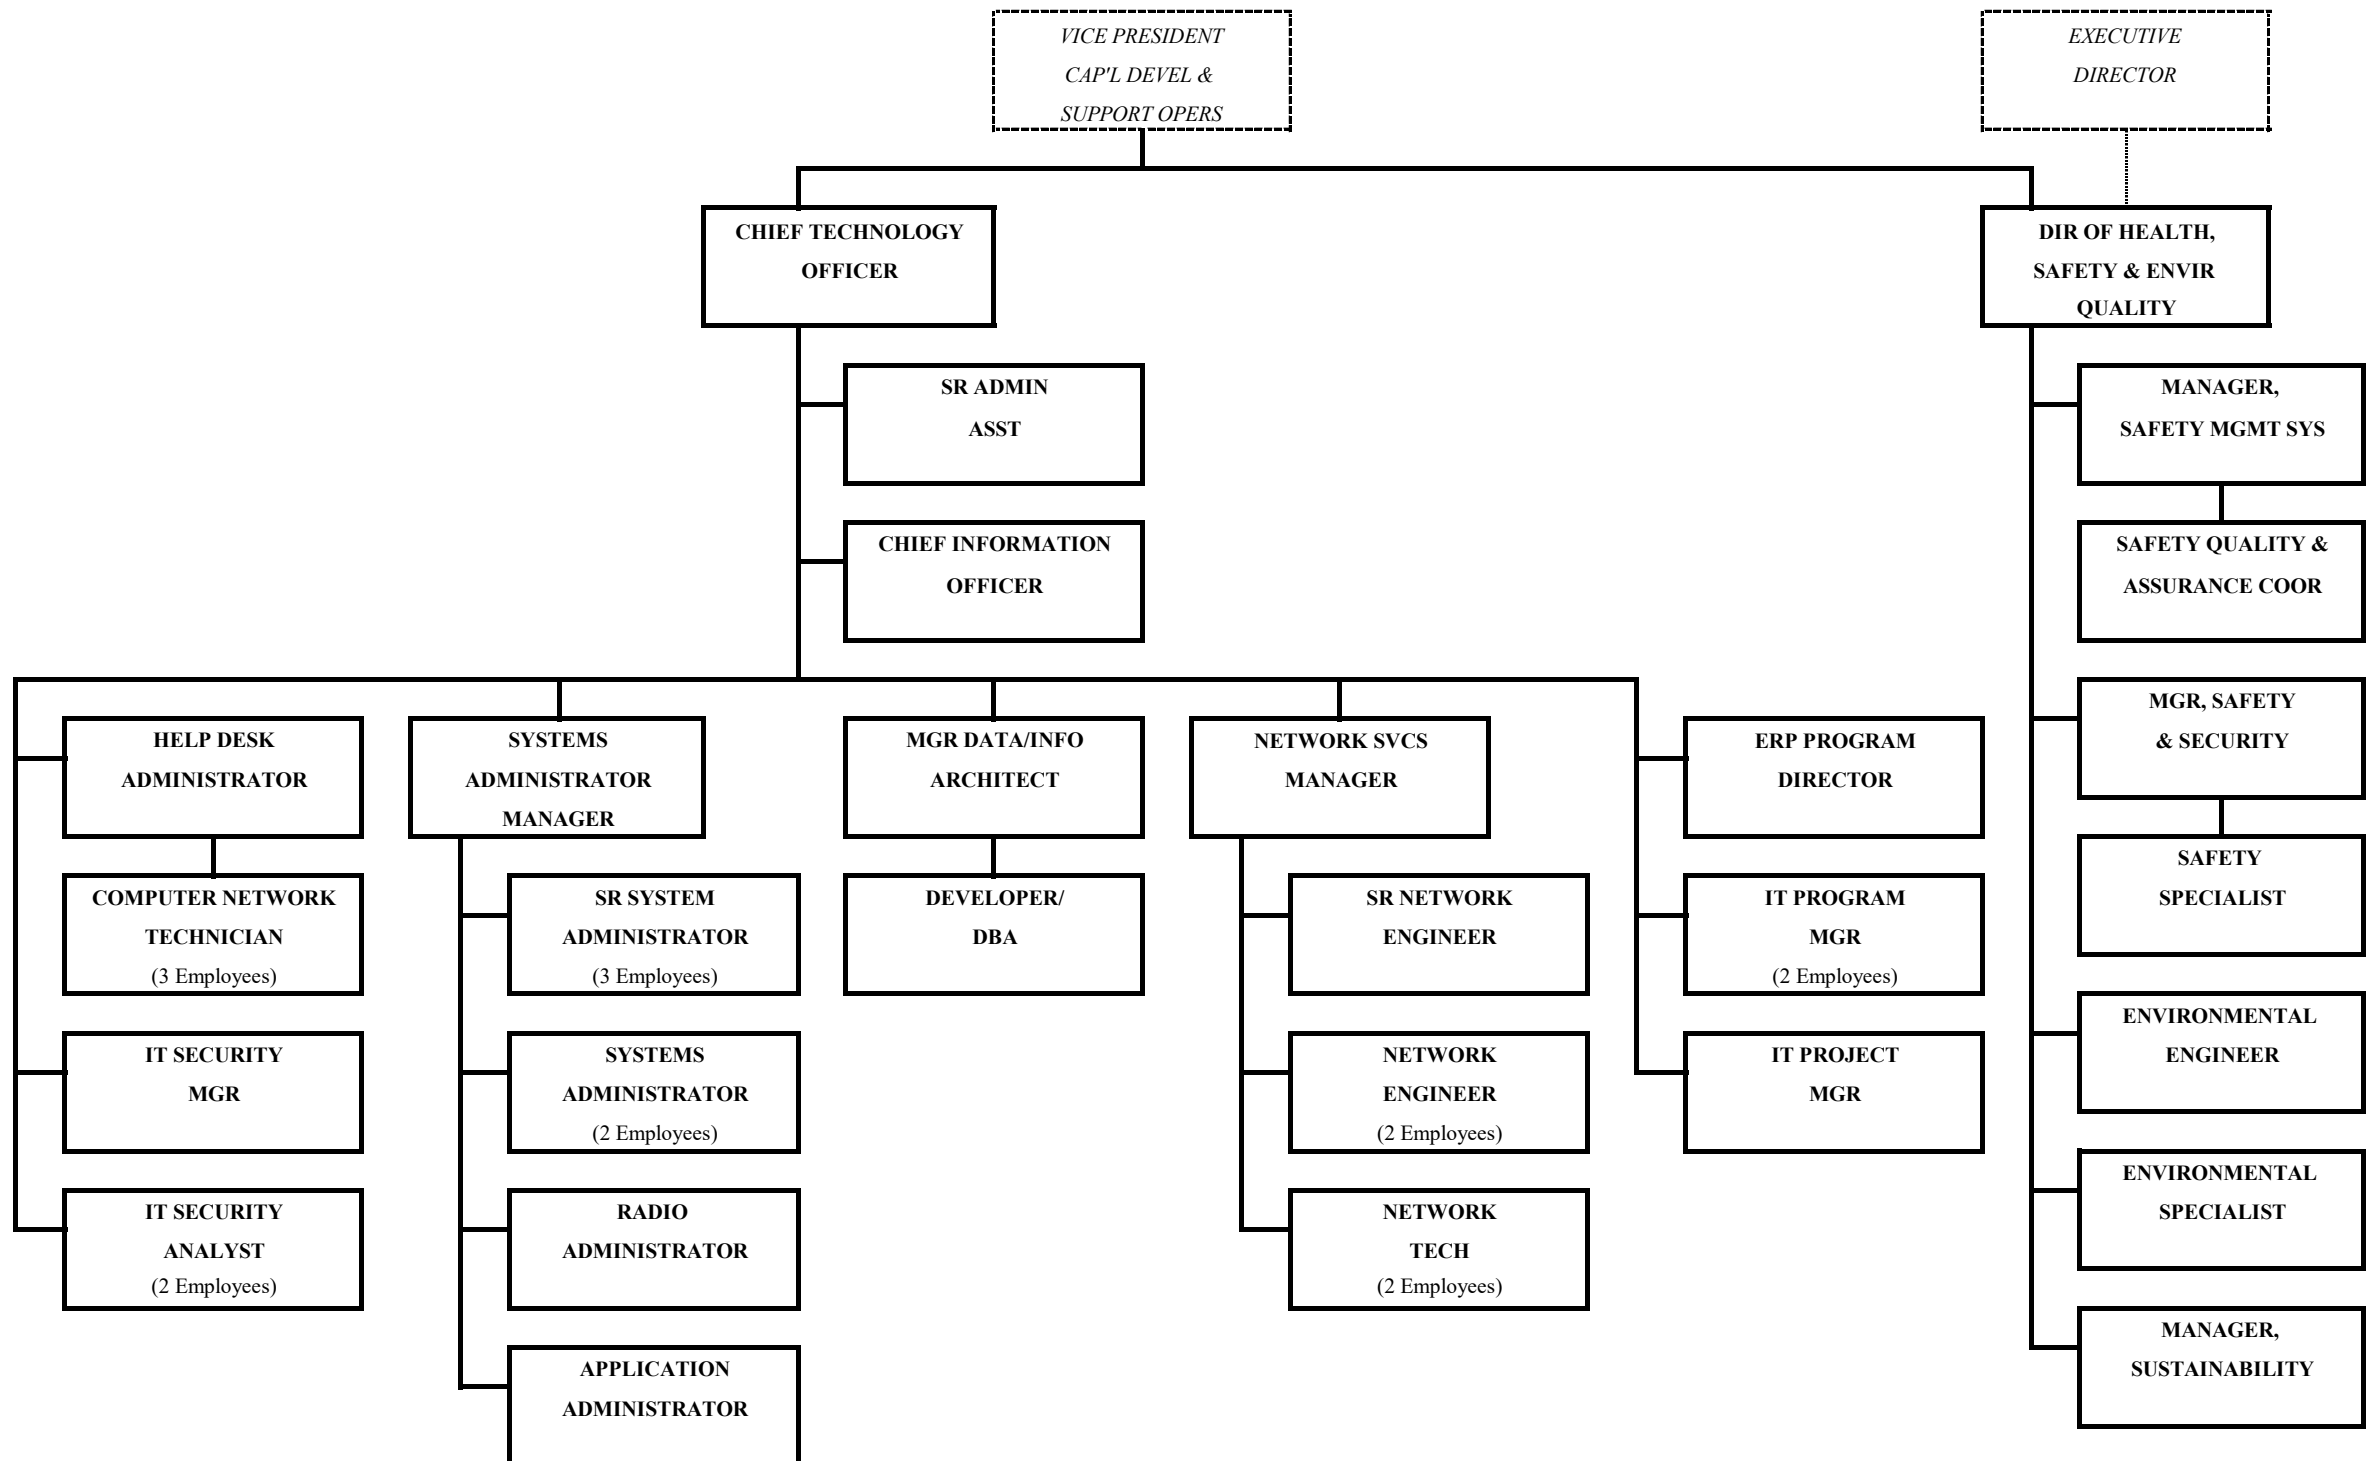 VICE PRESIDENT
CAP'L DEVEL &
SUPPORT OPERS
EXECUTIVE
DIRECTOR
CHIEF TECHNOLOGY
OFFICER
DIR OF HEALTH,
SAFETY & ENVIR
QUALITY
SR ADMIN
ASST
MANAGER,
SAFETY MGMT SYS
CHIEF INFORMATION
OFFICER
SAFETY QUALITY &
ASSURANCE COOR
HELP DESK
ADMINISTRATOR
SYSTEMS
ADMINISTRATOR
MANAGER
MGR DATA/INFO
ARCHITECT
NETWORK SVCS
MANAGER
ERP PROGRAM
DIRECTOR
MGR, SAFETY
& SECURITY
COMPUTER NETWORK
TECHNICIAN
(3 Employees)
SR SYSTEM
ADMINISTRATOR
(3 Employees)
DEVELOPER/
DBA
SR NETWORK
ENGINEER
IT PROGRAM
MGR
(2 Employees)
SAFETY
SPECIALIST
IT SECURITY
MGR
SYSTEMS
ADMINISTRATOR
(2 Employees)
NETWORK
ENGINEER
(2 Employees)
IT PROJECT
MGR
ENVIRONMENTAL
ENGINEER
IT SECURITY
ANALYST
(2 Employees)
RADIO
ADMINISTRATOR
NETWORK
TECH
(2 Employees)
ENVIRONMENTAL
SPECIALIST
APPLICATION
ADMINISTRATOR
MANAGER,
SUSTAINABILITY